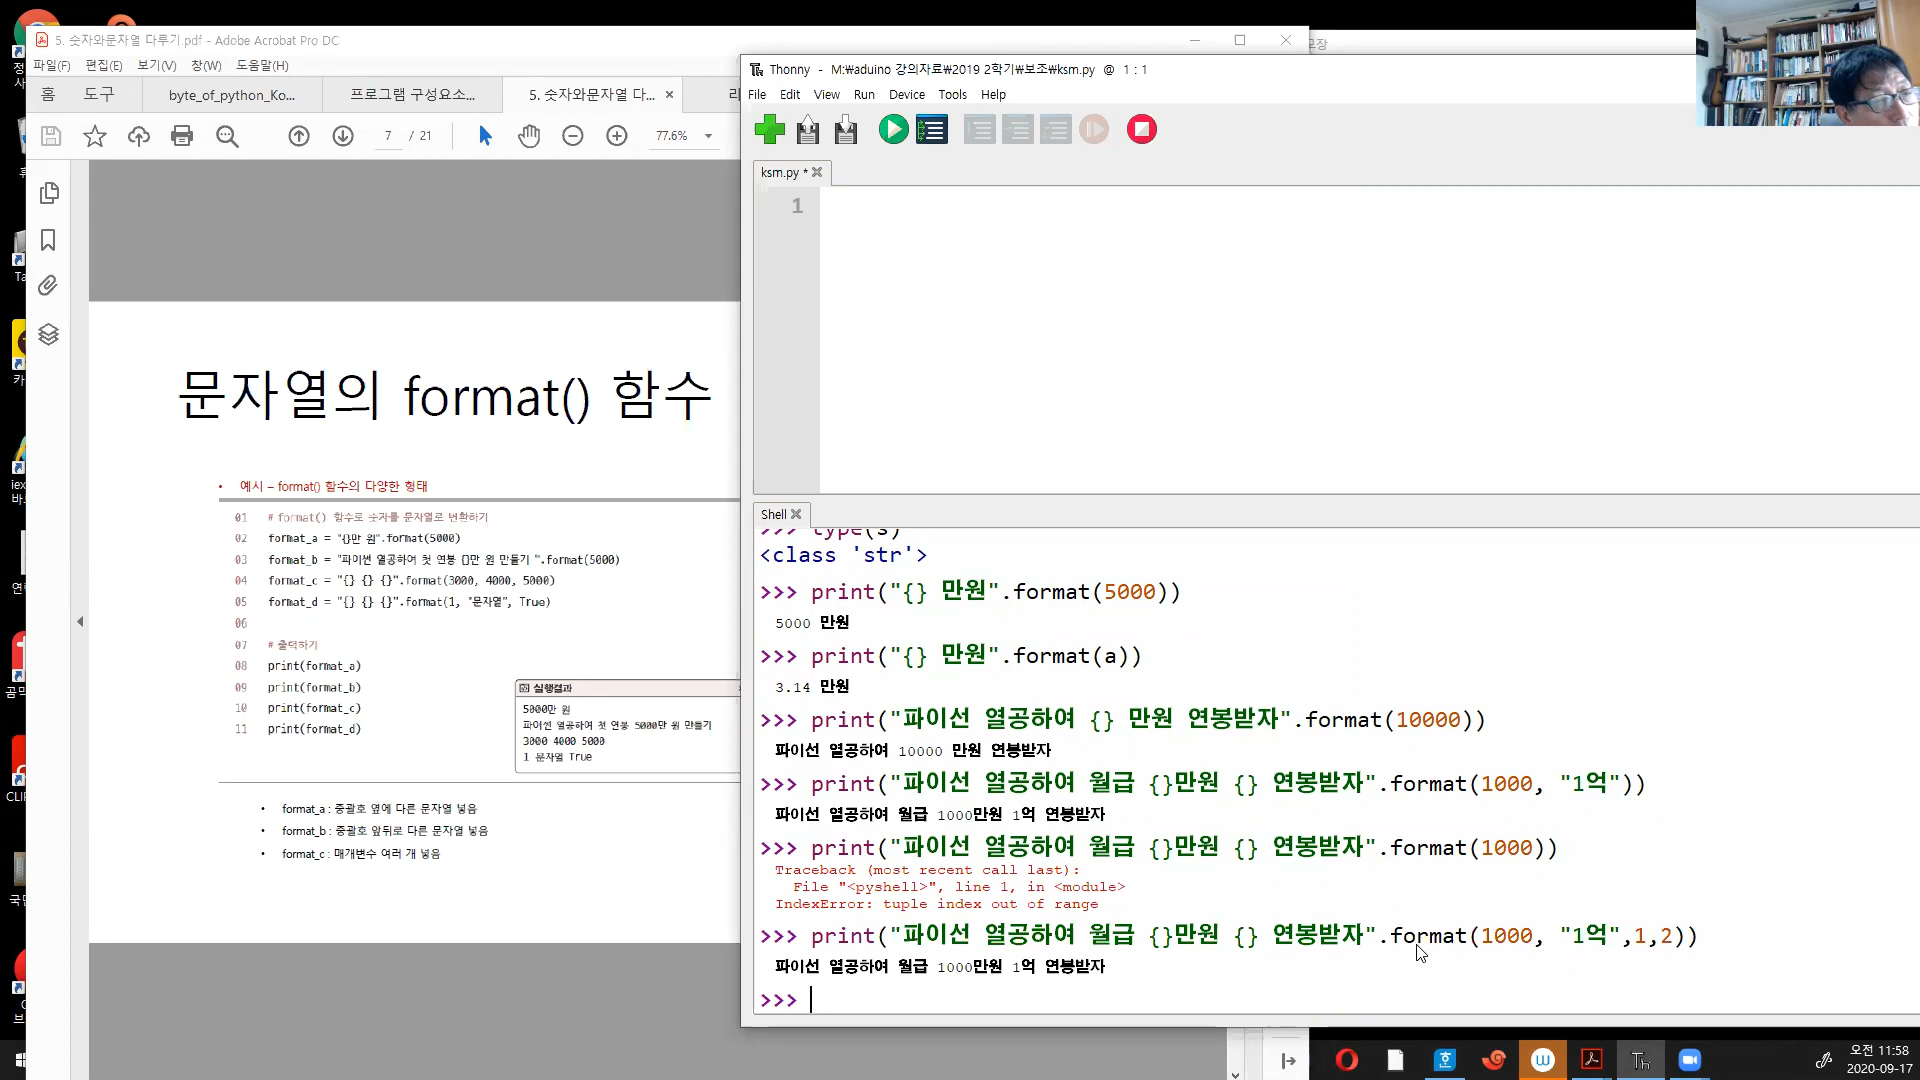 5. 숫자와문자열 다루기.pdf - Adobe Acrobat Pro DC
파일(F) 편집(E) 보기(V) 창(W) 도움말(H)
홈 도구 byte_of_python_Ko... 프로그램 구성요소... 5. 숫자와문자열 다...
7 / 21 77.6%
문자열의 format() 함수
• 예시 – format() 함수의 다양한 형태
01 # format() 함수로 숫자를 문자열로 변환하기
02 format_a = "{}만 원".format(5000)
03 format_b = "파이썬 열공하여 첫 연봉 {}만 원 만들기 ".format(5000)
04 format_c = "{} {} {}".format(3000, 4000, 5000)
05 format_d = "{} {} {}".format(1, "문자열", True)
06
07 # 출력하기
08 print(format_a)
09 print(format_b)
10 print(format_c)
11 print(format_d)
실행결과
5000만 원
파이썬 열공하여 첫 연봉 5000만 원 만들기
3000 4000 5000
1 문자열 True
• format_a : 중괄호 옆에 다른 문자열 넣음
• format_b : 중괄호 앞뒤로 다른 문자열 넣음
• format_c : 매개변수 여러 개 넣음
모장
Thonny - M:₩aduino 강의자료₩2019 2학기₩보조₩ksm.py @ 1 : 1
File Edit View Run Device Tools Help
ksm.py *
1
Shell
>>> type(s)
<class 'str'>
>>> print("{} 만원".format(5000))
5000 만원
>>> print("{} 만원".format(a))
3.14 만원
>>> print("파이선 열공하여 {} 만원 연봉받자".format(10000))
파이선 열공하여 10000 만원 연봉받자
>>> print("파이선 열공하여 월급 {}만원 {} 연봉받자".format(1000, "1억"))
파이선 열공하여 월급 1000만원 1억 연봉받자
>>> print("파이선 열공하여 월급 {}만원 {} 연봉받자".format(1000))
Traceback (most recent call last):
File "<pyshell>", line 1, in <module>
IndexError: tuple index out of range
>>> print("파이선 열공하여 월급 {}만원 {} 연봉받자".format(1000, "1억",1,2))
파이선 열공하여 월급 1000만원 1억 연봉받자
>>>
오전 11:58
2020-09-17